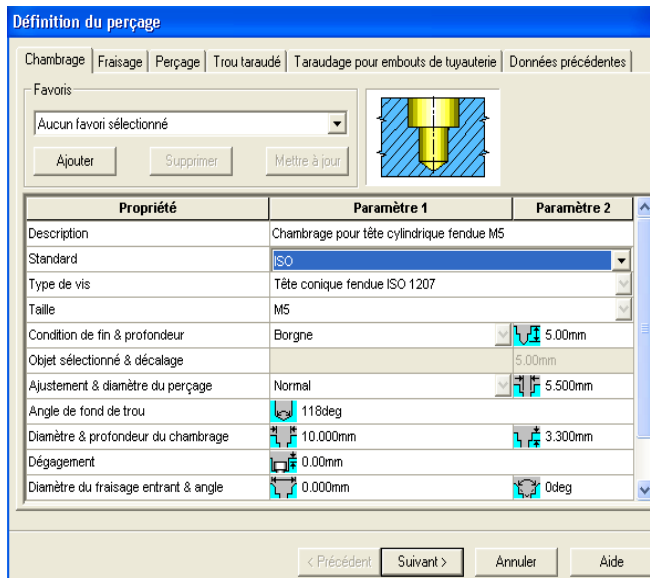 Définition du perçage
Chambrage Fraisage Perçage Trou taraudé Taraudage pour embouts de tuyauterie Données précédentes
Favoris
Aucun favori sélectionné
Ajouter Supprimer Mettre à jour
Propriété Paramètre 1 Paramètre 2
Description Chambrage pour tête cylindrique fendue M5
Standard ISO
Type de vis Tête conique fendue ISO 1207
Taille M5
Condition de fin & profondeur Borgne 5.00mm
Objet sélectionné & décalage 5.00mm
Ajustement & diamètre du perçage Normal 5.500mm
Angle de fond de trou 118deg
Diamètre & profondeur du chambrage 10.000mm 3.300mm
Dégagement 0.00mm
Diamètre du fraisage entrant & angle 0.000mm 0deg
< Précédent Suivant > Annuler Aide